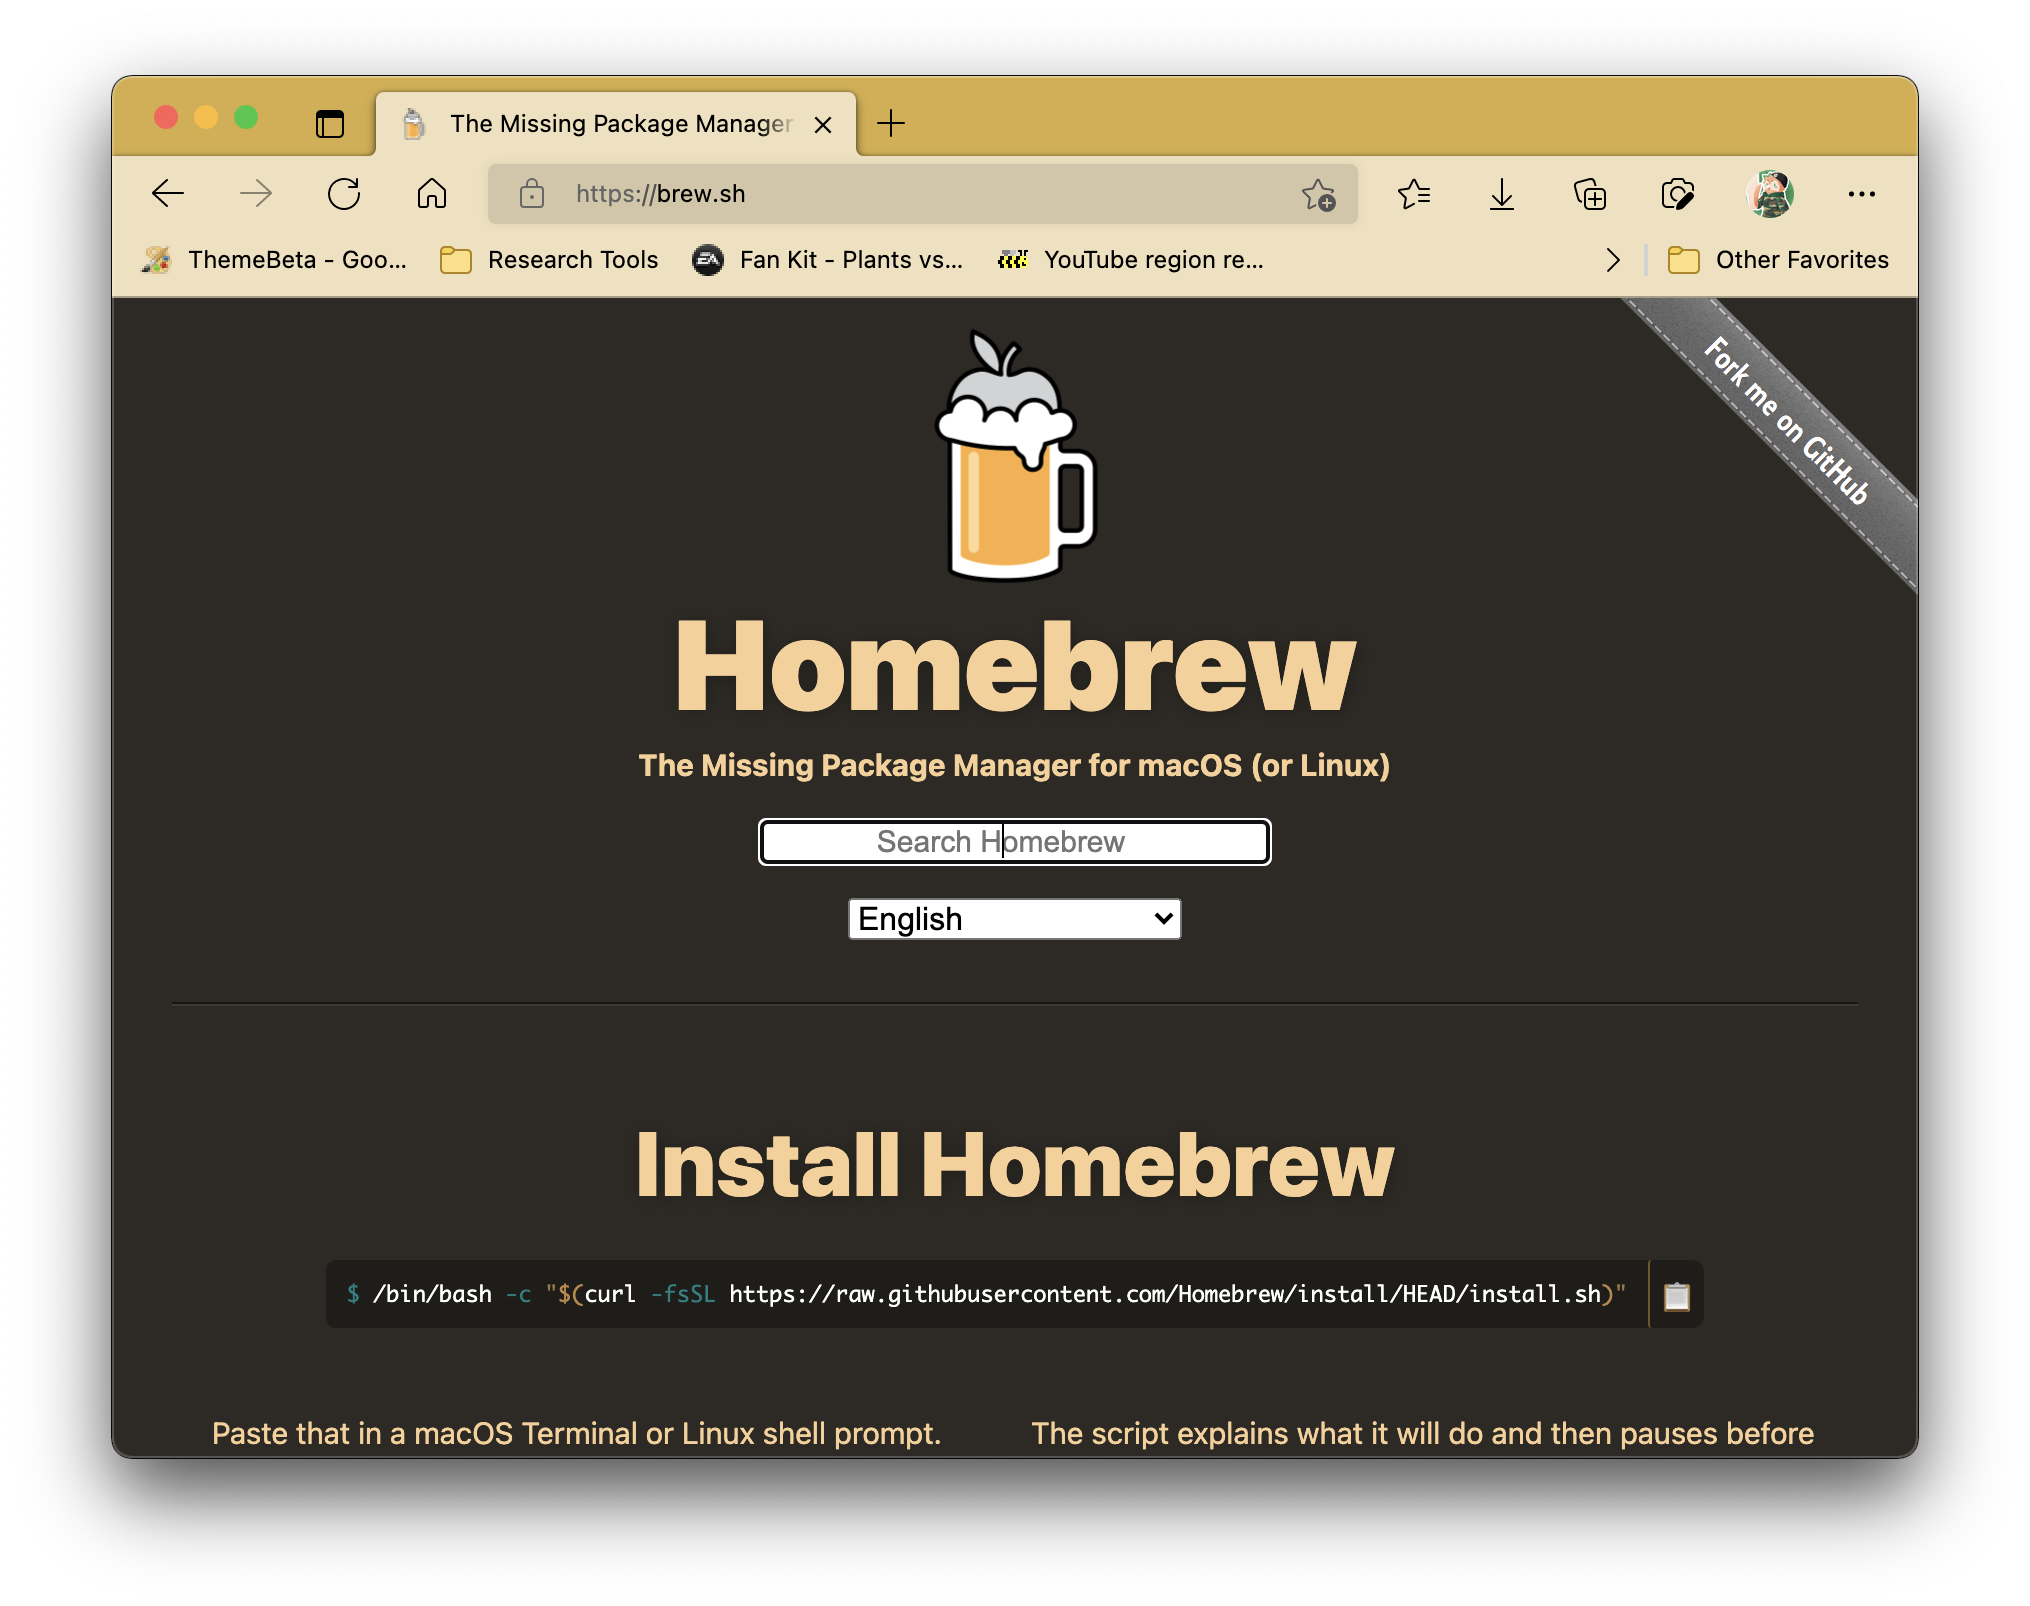 The Missing Package Manager
https://brew.sh
ThemeBeta - Goo...
Research Tools
EA
Fan Kit - Plants vs...
YouTube region re...
Other Favorites
Fork me on GitHub
Homebrew
The Missing Package Manager for macOS (or Linux)
Search Homebrew
English
Install Homebrew
$ /bin/bash -c "$(curl -fsSL https://raw.githubusercontent.com/Homebrew/install/HEAD/install.sh)"
Paste that in a macOS Terminal or Linux shell prompt.
The script explains what it will do and then pauses before